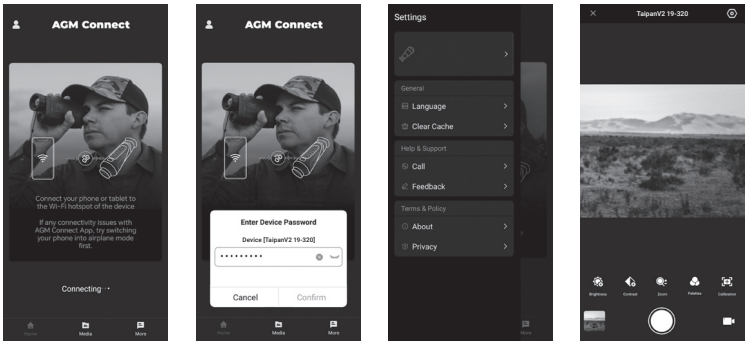 AGM Connect
Connect your phone or tablet to
the Wi-Fi hotspot of the device
If any connectivity issues with
AGM Connect App, try switching
your phone into airplane mode
first.
Connecting···
Home
Media
More
AGM Connect
Enter Device Password
Device [TaipanV2 19-320]
•••••••••
Cancel
Confirm
Home
Media
More
Settings
General
Language
Clear Cache
Help & Support
Call
Feedback
Terms & Policy
About
Privacy
More
TaipanV2 19-320
Brightness
Contrast
Zoom
Palettes
Calibration